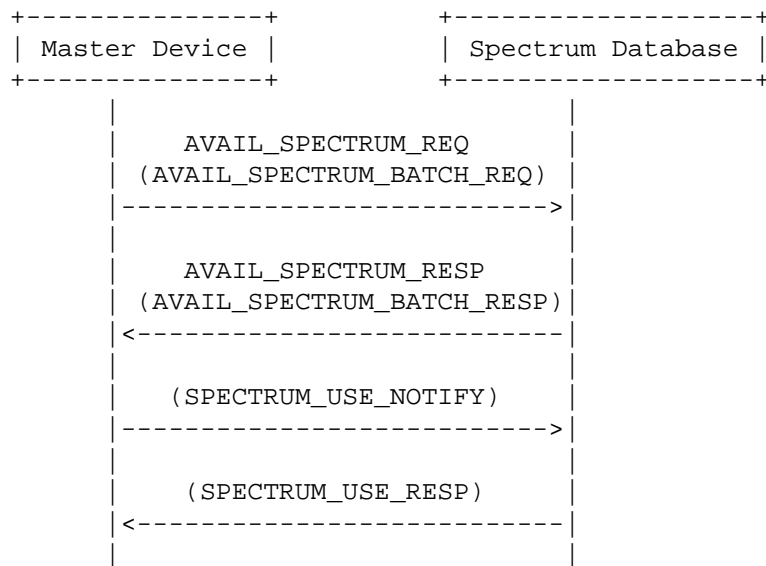 Master Device
Spectrum Database
AVAIL_SPECTRUM_REQ
(AVAIL_SPECTRUM_BATCH_REQ)
AVAIL_SPECTRUM_RESP
(AVAIL_SPECTRUM_BATCH_RESP)
(SPECTRUM_USE_NOTIFY)
(SPECTRUM_USE_RESP)